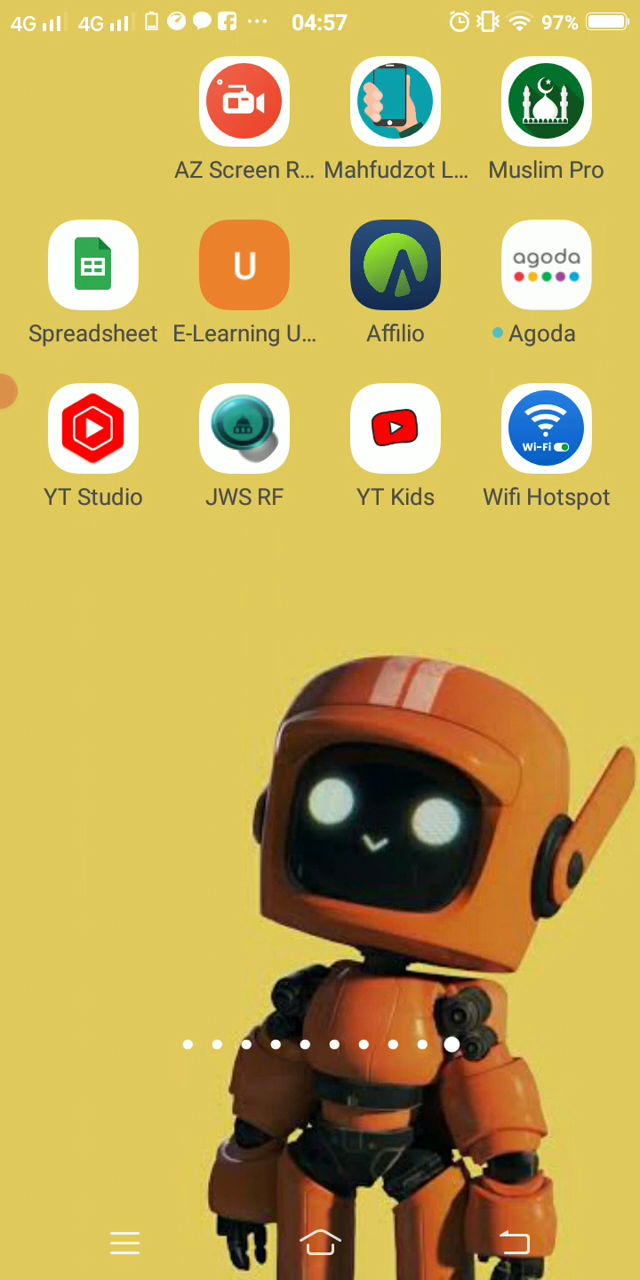 4G 4G 04:57 97%
AZ Screen R... Mahfudzot L... Muslim Pro
U agoda
Spreadsheet E-Learning U... Affilio Agoda
Wi-Fi
YT Studio JWS RF YT Kids Wifi Hotspot